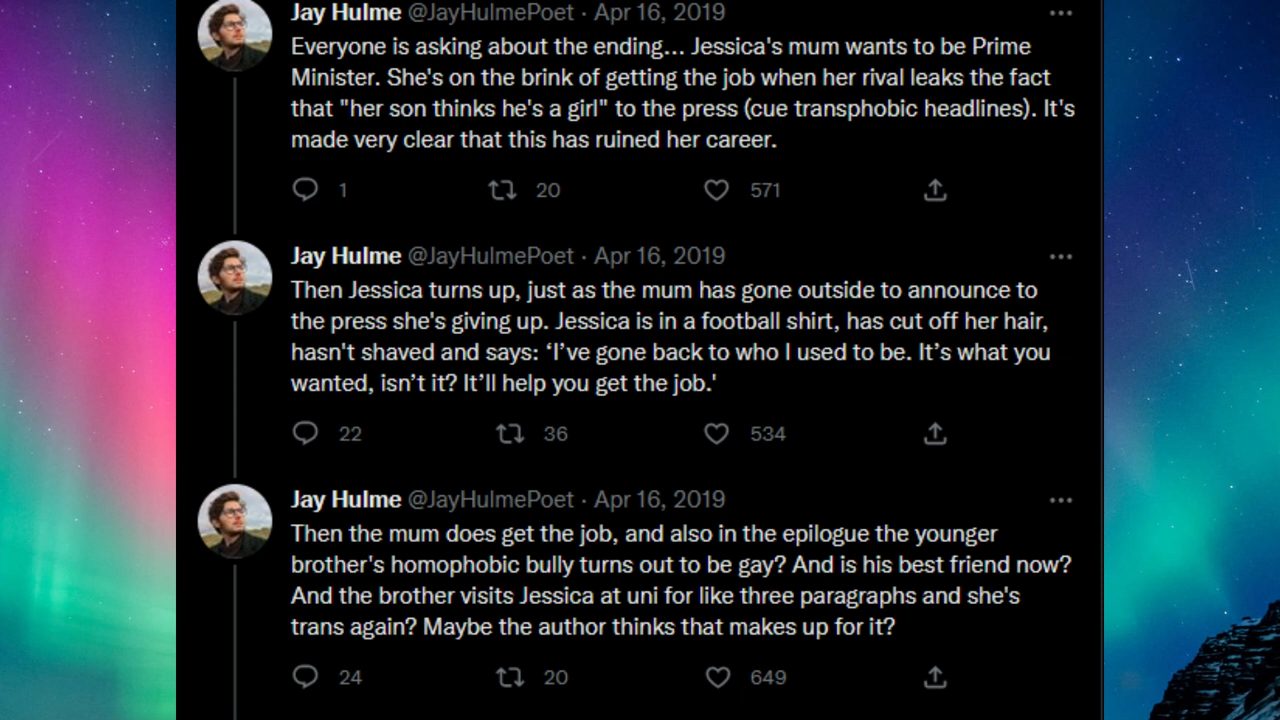 Jay Hulme @JayHulmePoet · Apr 16, 2019
Everyone is asking about the ending... Jessica's mum wants to be Prime
Minister. She's on the brink of getting the job when her rival leaks the fact
that "her son thinks he's a girl" to the press (cue transphobic headlines). It's
made very clear that this has ruined her career.
1 20 571
Jay Hulme @JayHulmePoet · Apr 16, 2019
Then Jessica turns up, just as the mum has gone outside to announce to
the press she's giving up. Jessica is in a football shirt, has cut off her hair,
hasn't shaved and says: ‘I’ve gone back to who I used to be. It’s what you
wanted, isn’t it? It’ll help you get the job.'
22 36 534
Jay Hulme @JayHulmePoet · Apr 16, 2019
Then the mum does get the job, and also in the epilogue the younger
brother's homophobic bully turns out to be gay? And is his best friend now?
And the brother visits Jessica at uni for like three paragraphs and she's
trans again? Maybe the author thinks that makes up for it?
24 20 649